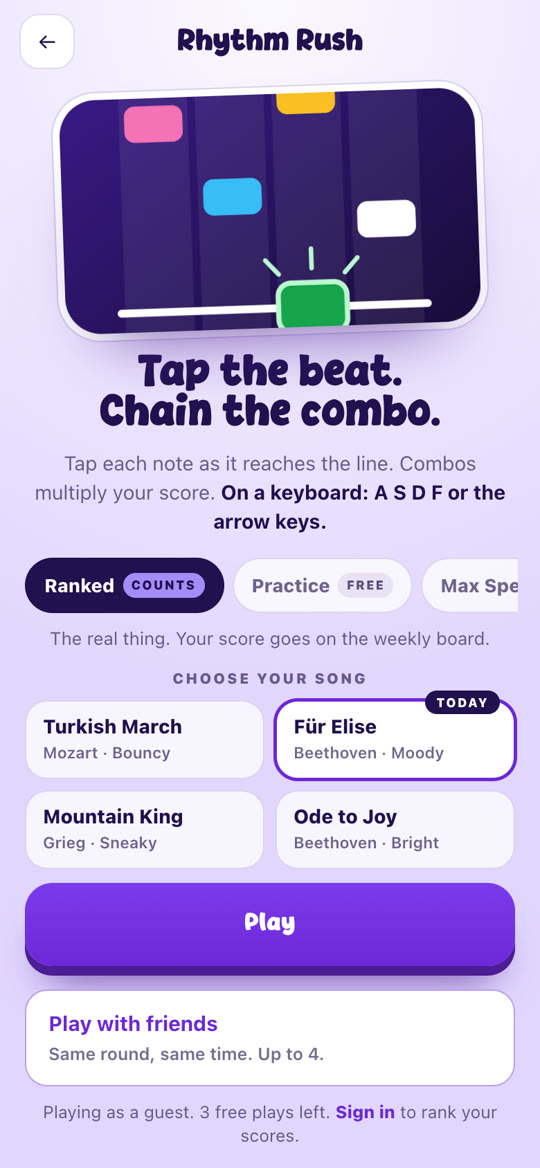 Rhythm Rush
Tap the beat.
Chain the combo.
Tap each note as it reaches the line. Combos
multiply your score. On a keyboard: A S D F or the
arrow keys.
Ranked COUNTS Practice FREE Max Spe
The real thing. Your score goes on the weekly board.
CHOOSE YOUR SONG
TODAY
Turkish March
Mozart · Bouncy
Für Elise
Beethoven · Moody
Mountain King
Grieg · Sneaky
Ode to Joy
Beethoven · Bright
Play
Play with friends
Same round, same time. Up to 4.
Playing as a guest. 3 free plays left. Sign in to rank your
scores.